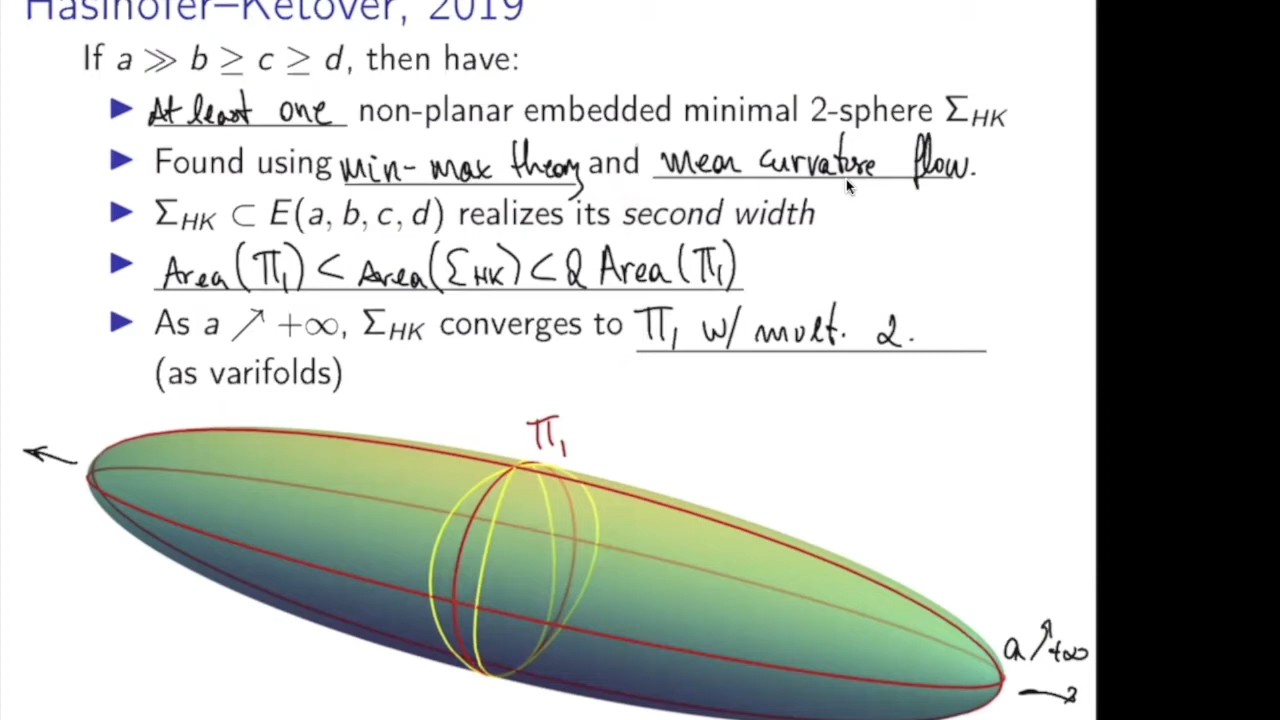 Haslhofer–Ketover, 2019
If a ≫ b ≥ c ≥ d, then have:
▶ At least one non-planar embedded minimal 2-sphere Σ_HK
▶ Found using min-max theory and mean curvature flow.
▶ Σ_HK ⊂ E(a, b, c, d) realizes its second width
▶ Area(Π₁) < Area(Σ_HK) < 2 Area(Π₁)
▶ As a ↗ +∞, Σ_HK converges to Π₁ w/ mult. 2.
(as varifolds)
Π₁
a ↗ +∞